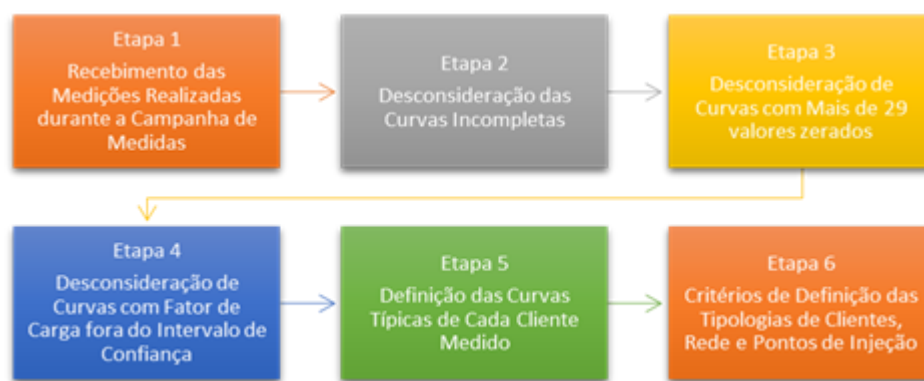 Etapa 1
Recebimento das
Medições Realizadas
durante a Campanha de
Medidas
Etapa 2
Desconsideração das
Curvas Incompletas
Etapa 3
Desconsideração de
Curvas com Mais de 29
valores zerados
Etapa 4
Desconsideração de
Curvas com Fator de
Carga fora do Intervalo de
Confiança
Etapa 5
Definição das Curvas
Típicas de Cada Cliente
Medido
Etapa 6
Critérios de Definição das
Tipologias de Clientes,
Rede e Pontos de Injeção